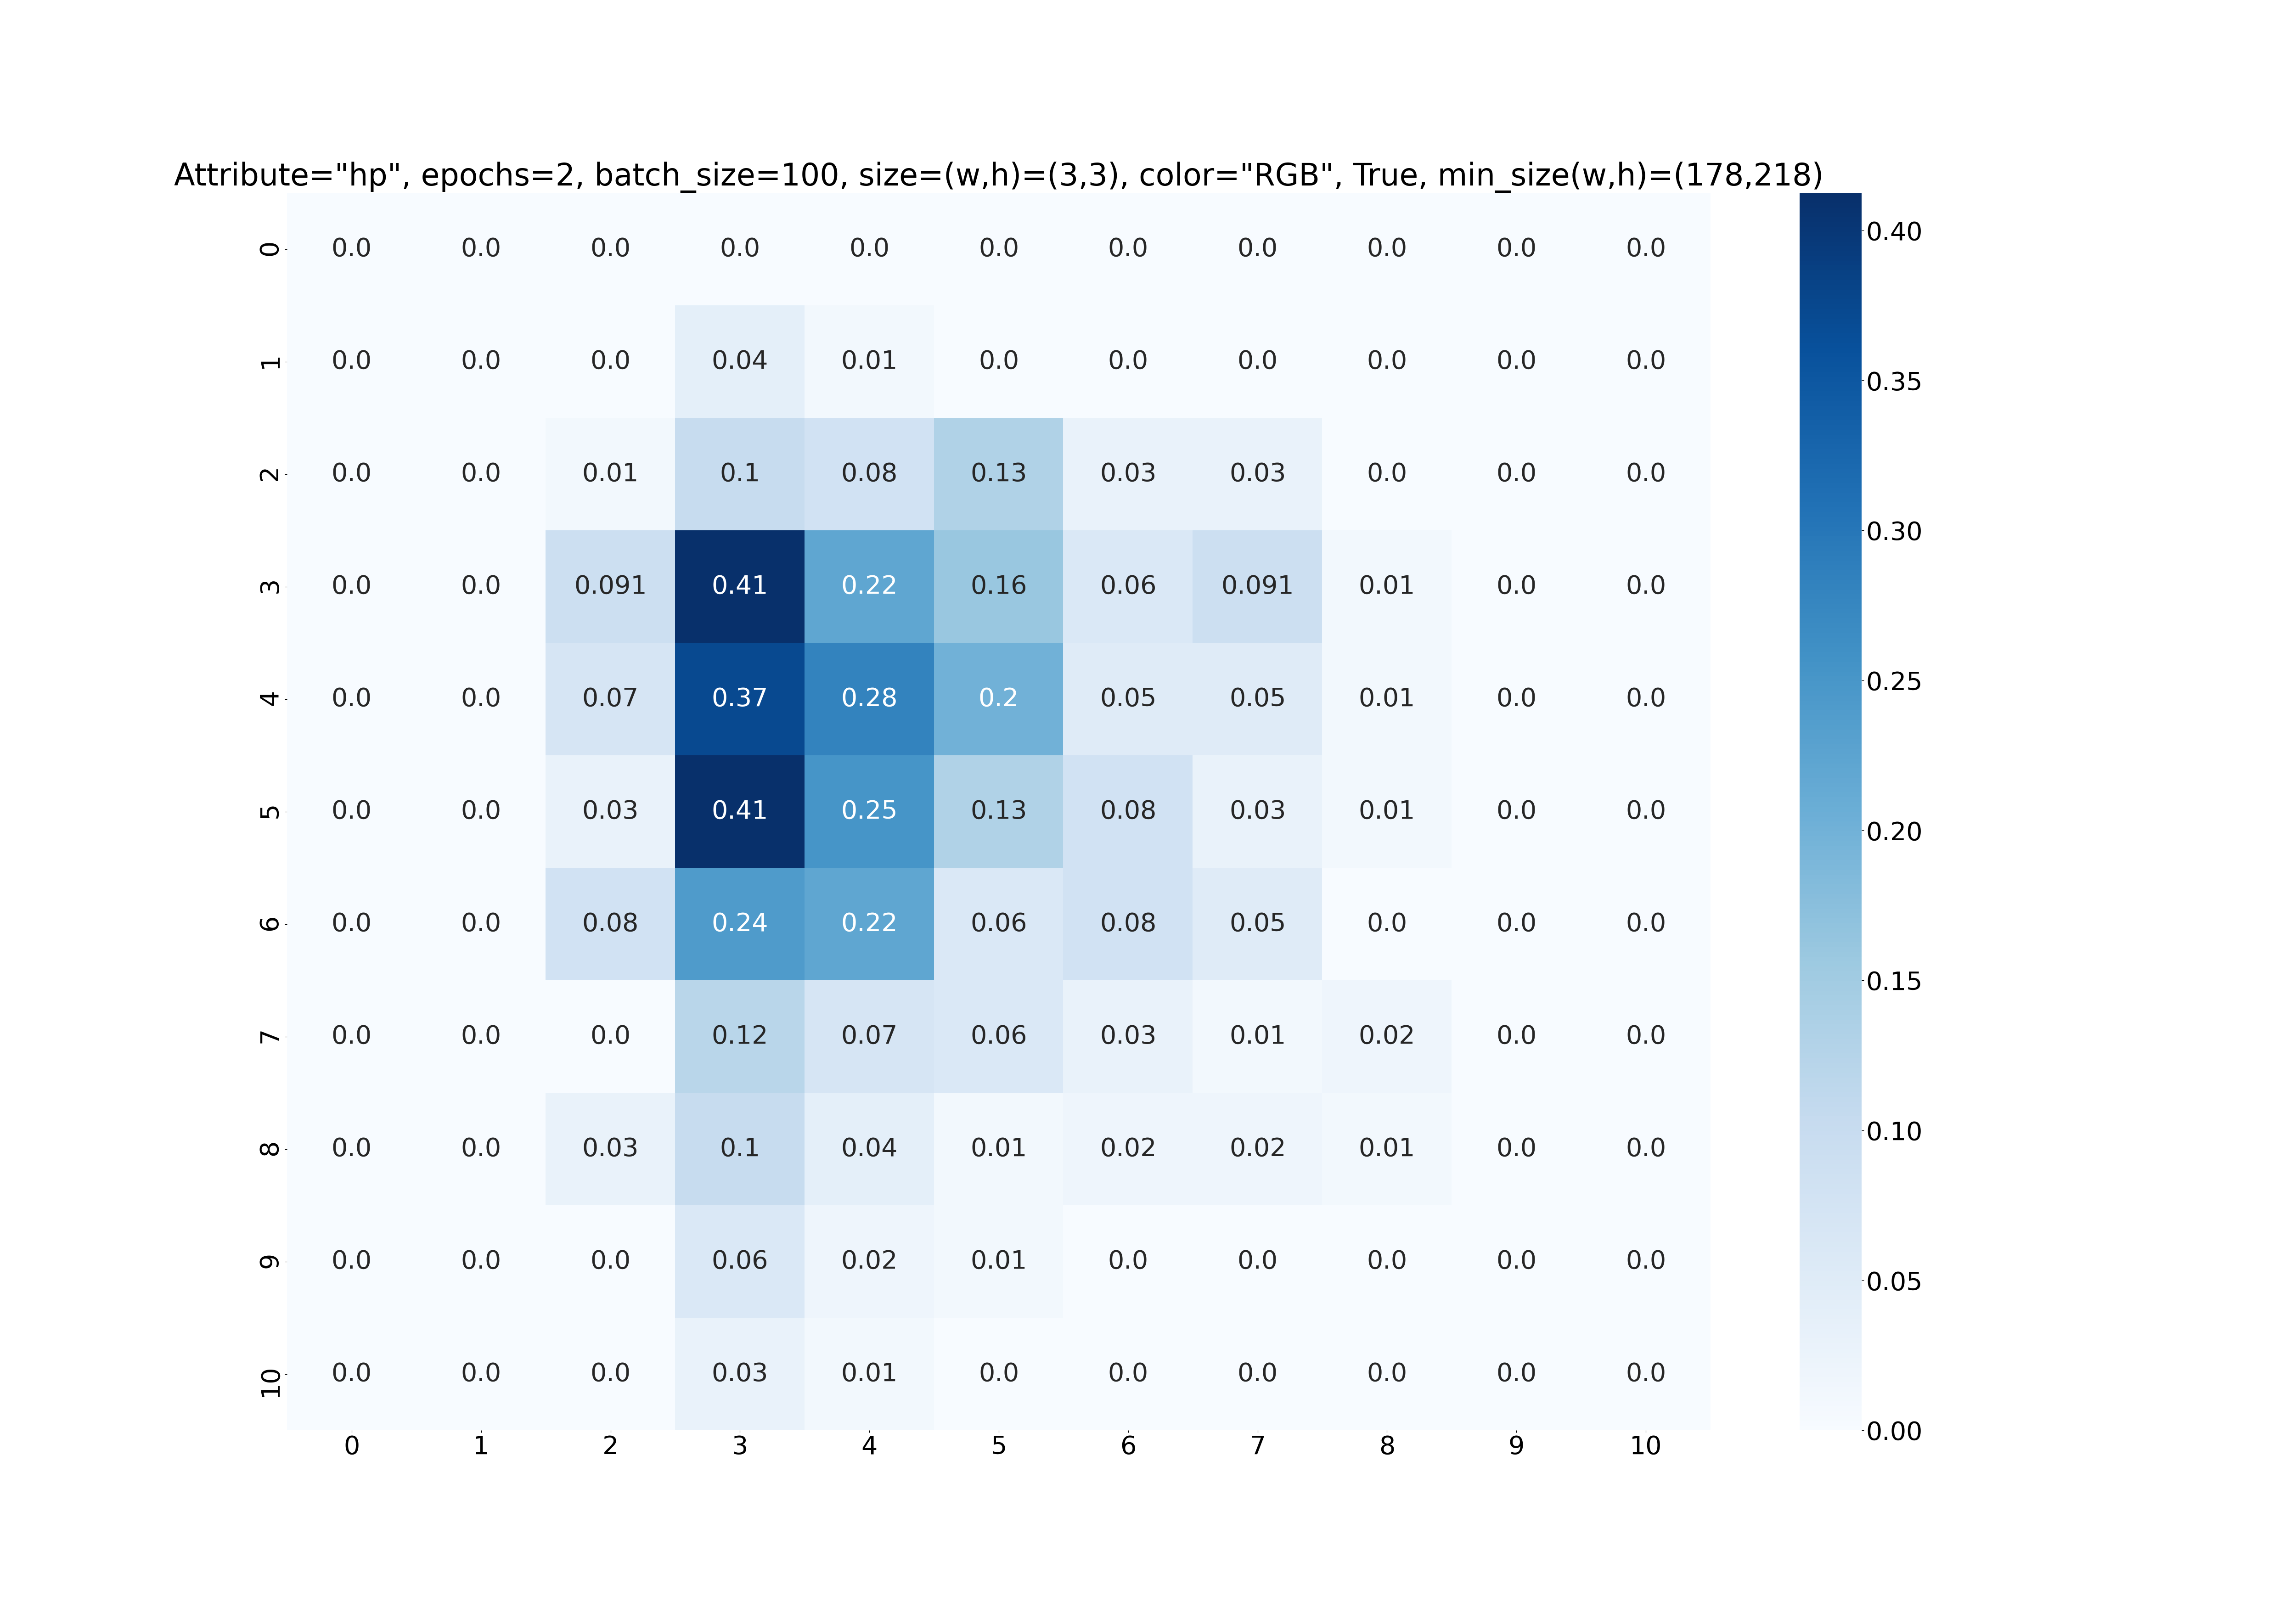 Attribute="hp", epochs=2, batch_size=100, size=(w,h)=(3,3), color="RGB", True, min_size(w,h)=(178,218)
0 0.0 0.0 0.0 0.0 0.0 0.0 0.0 0.0 0.0 0.0 0.0
1 0.0 0.0 0.0 0.04 0.01 0.0 0.0 0.0 0.0 0.0 0.0
2 0.0 0.0 0.01 0.1 0.08 0.13 0.03 0.03 0.0 0.0 0.0
3 0.0 0.0 0.091 0.41 0.22 0.16 0.06 0.091 0.01 0.0 0.0
4 0.0 0.0 0.07 0.37 0.28 0.2 0.05 0.05 0.01 0.0 0.0
5 0.0 0.0 0.03 0.41 0.25 0.13 0.08 0.03 0.01 0.0 0.0
6 0.0 0.0 0.08 0.24 0.22 0.06 0.08 0.05 0.0 0.0 0.0
7 0.0 0.0 0.0 0.12 0.07 0.06 0.03 0.01 0.02 0.0 0.0
8 0.0 0.0 0.03 0.1 0.04 0.01 0.02 0.02 0.01 0.0 0.0
9 0.0 0.0 0.0 0.06 0.02 0.01 0.0 0.0 0.0 0.0 0.0
10 0.0 0.0 0.0 0.03 0.01 0.0 0.0 0.0 0.0 0.0 0.0
0 1 2 3 4 5 6 7 8 9 10
0.40
0.35
0.30
0.25
0.20
0.15
0.10
0.05
0.00